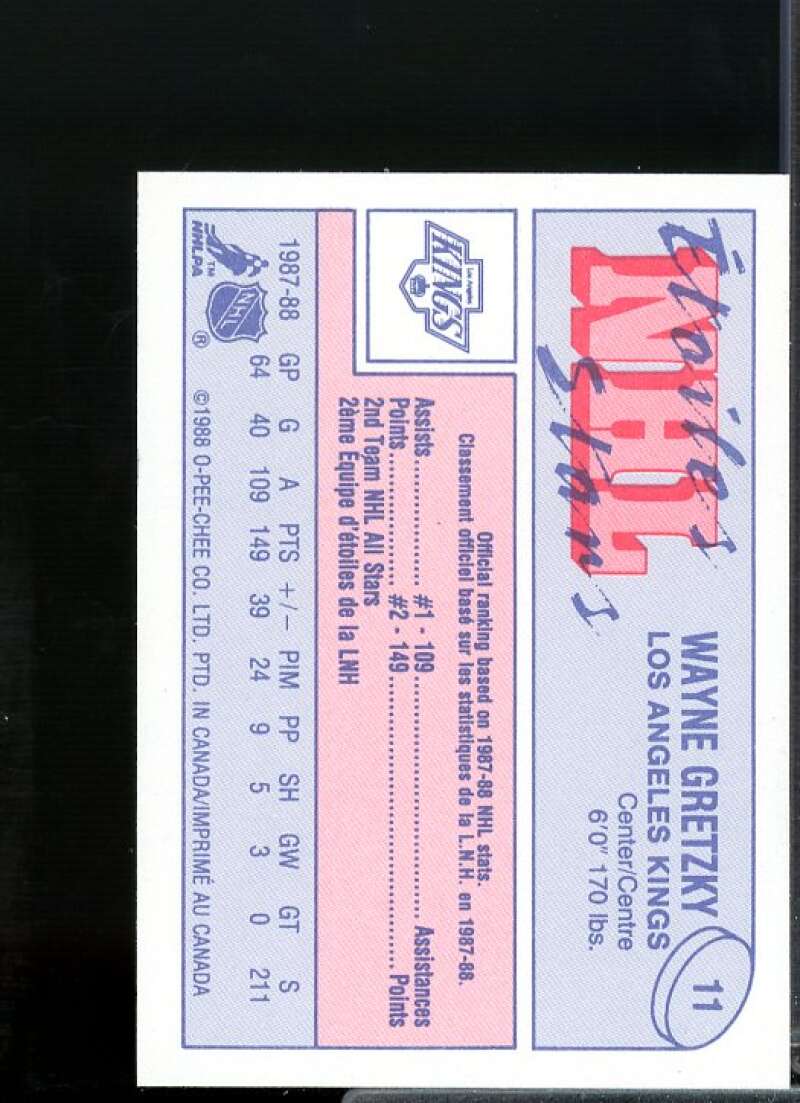 Étoiles
NHL
Stars
WAYNE GRETZKY
LOS ANGELES KINGS
Center/Centre
6'0" 170 lbs.
11
Los Angeles
KINGS
Official ranking based on 1987-88 NHL stats.
Classement officiel basé sur les statistiques de la L.N.H. en 1987-88.
Assists................ #1 - 109 ................................ Assistances
Points.................. #2 - 149 ........................................ Points
2nd Team NHL All Stars
2ème Équipe d'étoiles de la LNH
1987-88 GP G A PTS +/– PIM PP SH GW GT S
64 40 109 149 39 24 9 5 3 0 211
TM
NHLPA
NHL
®
©1988 O-PEE-CHEE CO. LTD. PTD. IN CANADA/IMPRIMÉ AU CANADA